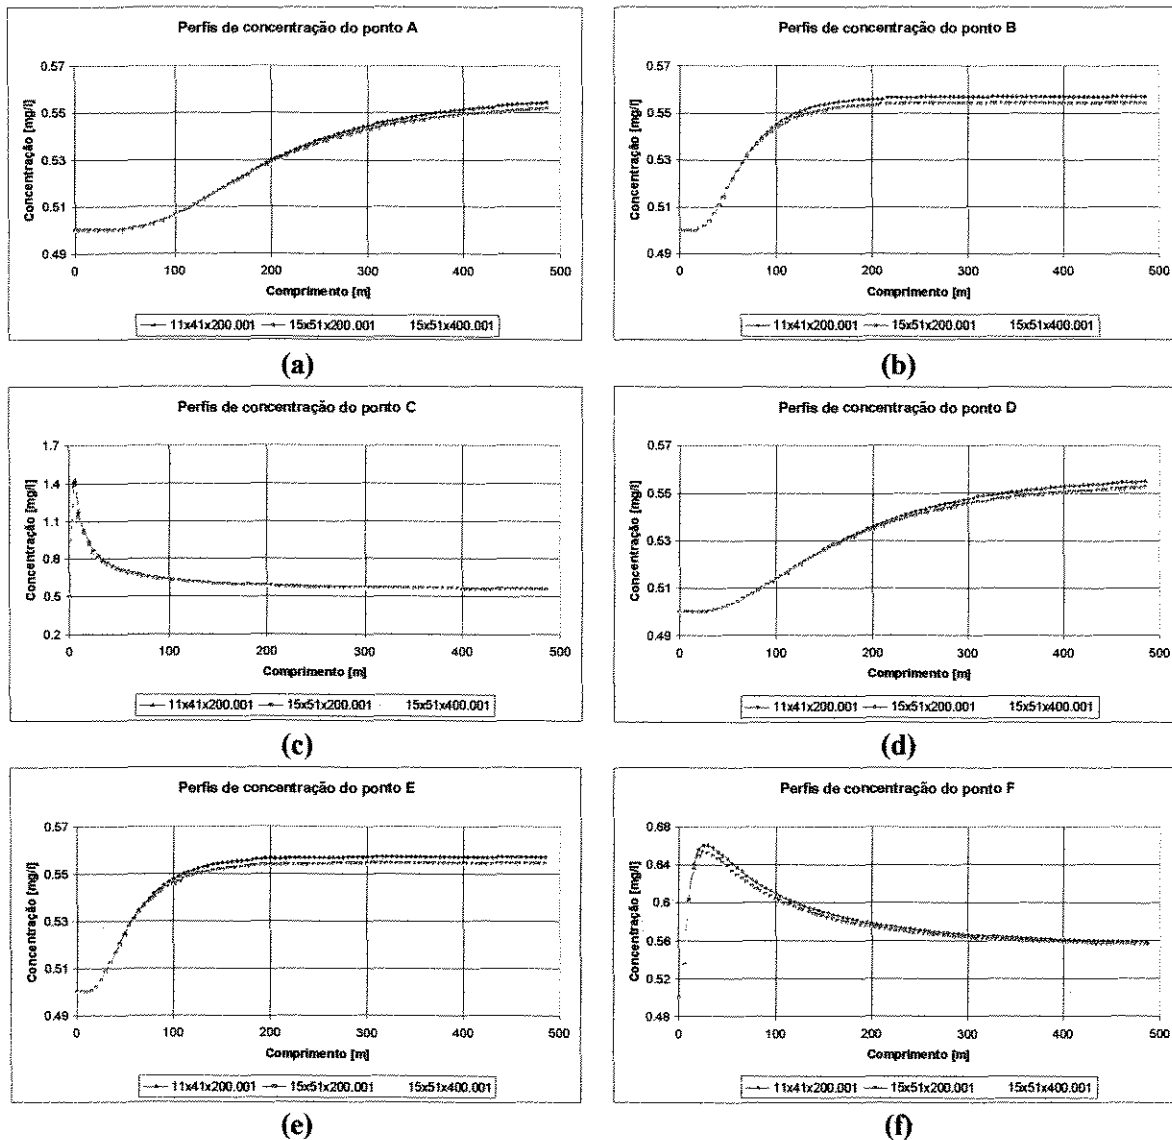 Perfis de concentração do ponto A
Concentração [mg/l]
0.57
0.55
0.53
0.51
0.49
0 100 200 300 400 500
Comprimento [m]
11x41x200.001 15x51x200.001 15x51x400.001
(a)
Perfis de concentração do ponto B
Concentração [mg/l]
0.57
0.55
0.53
0.51
0.49
0 100 200 300 400 500
Comprimento [m]
11x41x200.001 15x51x200.001 15x51x400.001
(b)
Perfis de concentração do ponto C
Concentração [mg/l]
1.7
1.4
1.1
0.8
0.5
0.2
0 100 200 300 400 500
Comprimento [m]
11x41x200.001 15x51x200.001 15x51x400.001
(c)
Perfis de concentração do ponto D
Concentração [mg/l]
0.57
0.55
0.53
0.51
0.49
0 100 200 300 400 500
Comprimento [m]
11x41x200.001 15x51x200.001 15x51x400.001
(d)
Perfis de concentração do ponto E
Concentração [mg/l]
0.57
0.55
0.53
0.51
0.49
0 100 200 300 400 500
Comprimento [m]
11x41x200.001 15x51x200.001 15x51x400.001
(e)
Perfis de concentração do ponto F
Concentração [mg/l]
0.68
0.64
0.6
0.56
0.52
0.48
0 100 200 300 400 500
Comprimento [m]
11x41x200.001 15x51x200.001 15x51x400.001
(f)